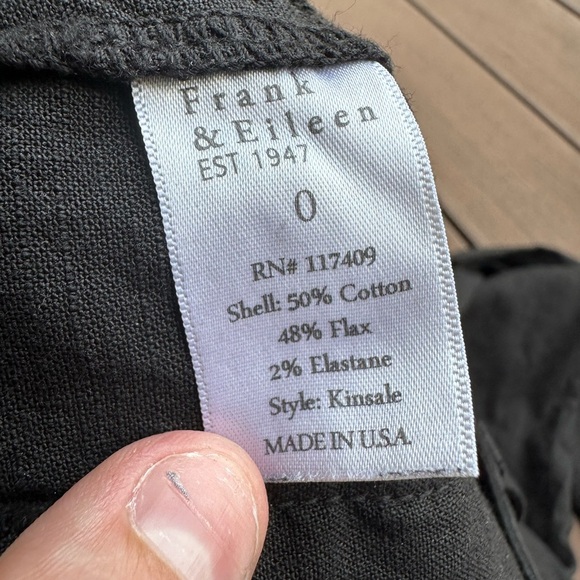 Frank
& Eileen
EST 1947
0
RN# 117409
Shell: 50% Cotton
48% Flax
2% Elastane
Style: Kinsale
MADE IN U.S.A.